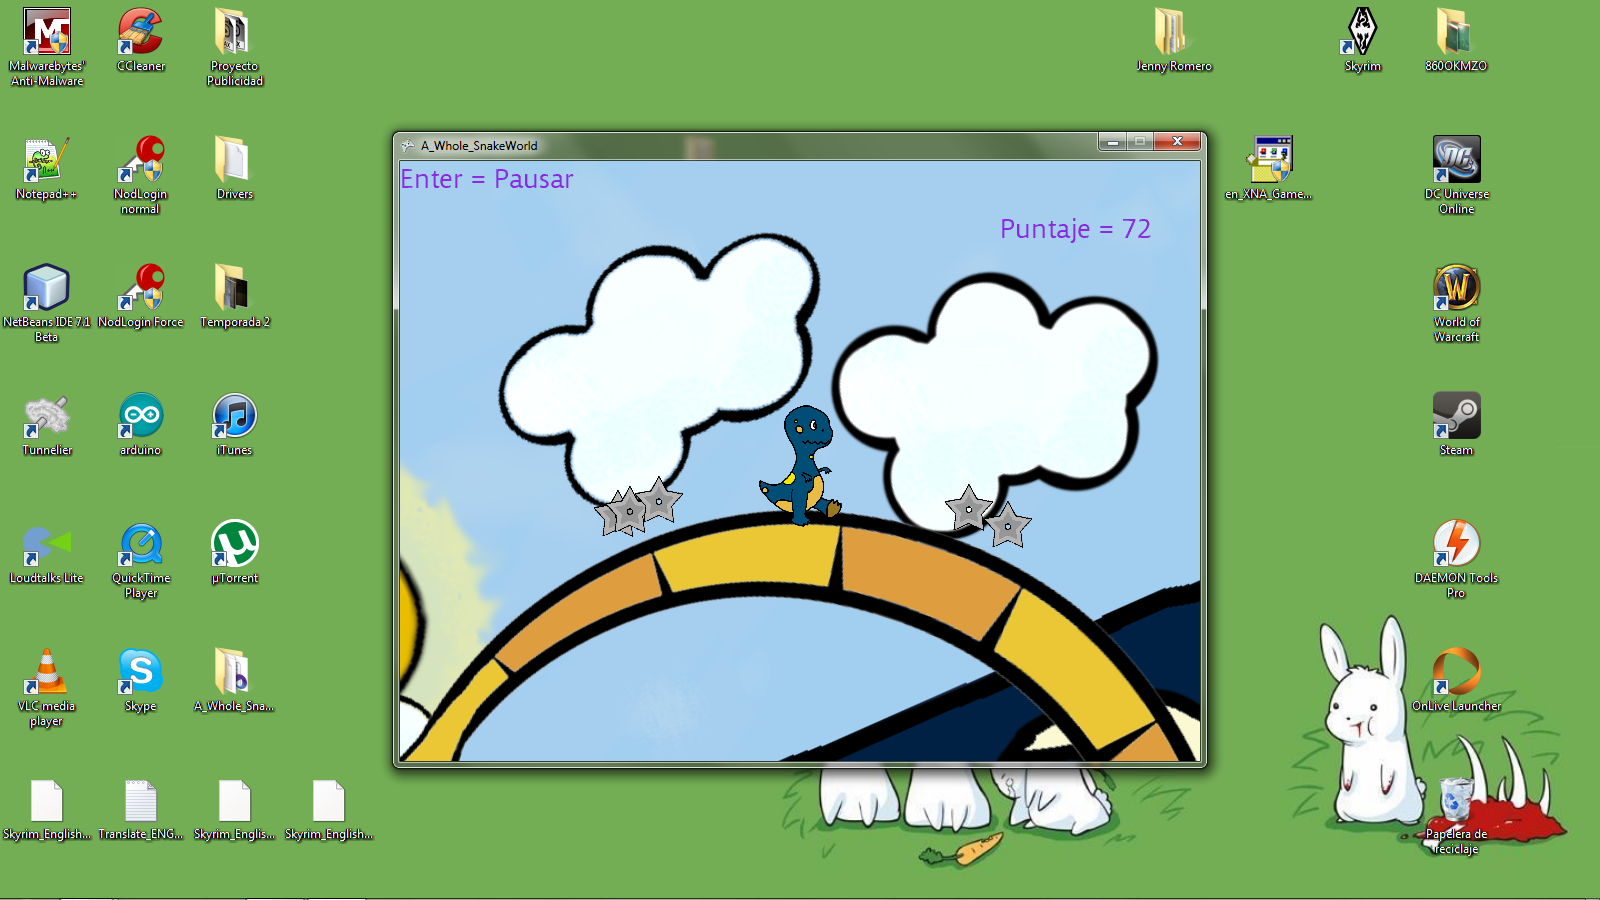 Malwarebytes'
Anti-Malware
CCleaner
Proyecto
Publicidad
Jenny Romero
Skyrim
860OKMZO
Notepad++
NodLogin
normal
Drivers
A_Whole_SnakeWorld
Enter = Pausar
Puntaje = 72
en_XNA_Game...
DC Universe
Online
NetBeans IDE 7.1
Beta
NodLogin Force
Temporada 2
World of
Warcraft
Tunnelier
arduino
iTunes
Steam
Loudtalks Lite
QuickTime
Player
µTorrent
DAEMON Tools
Pro
VLC media
player
Skype
A_Whole_Sna...
OnLive Launcher
Skyrim_English...
Translate_ENG...
Skyrim_Englis...
Skyrim_English...
Papelera de
reciclaje